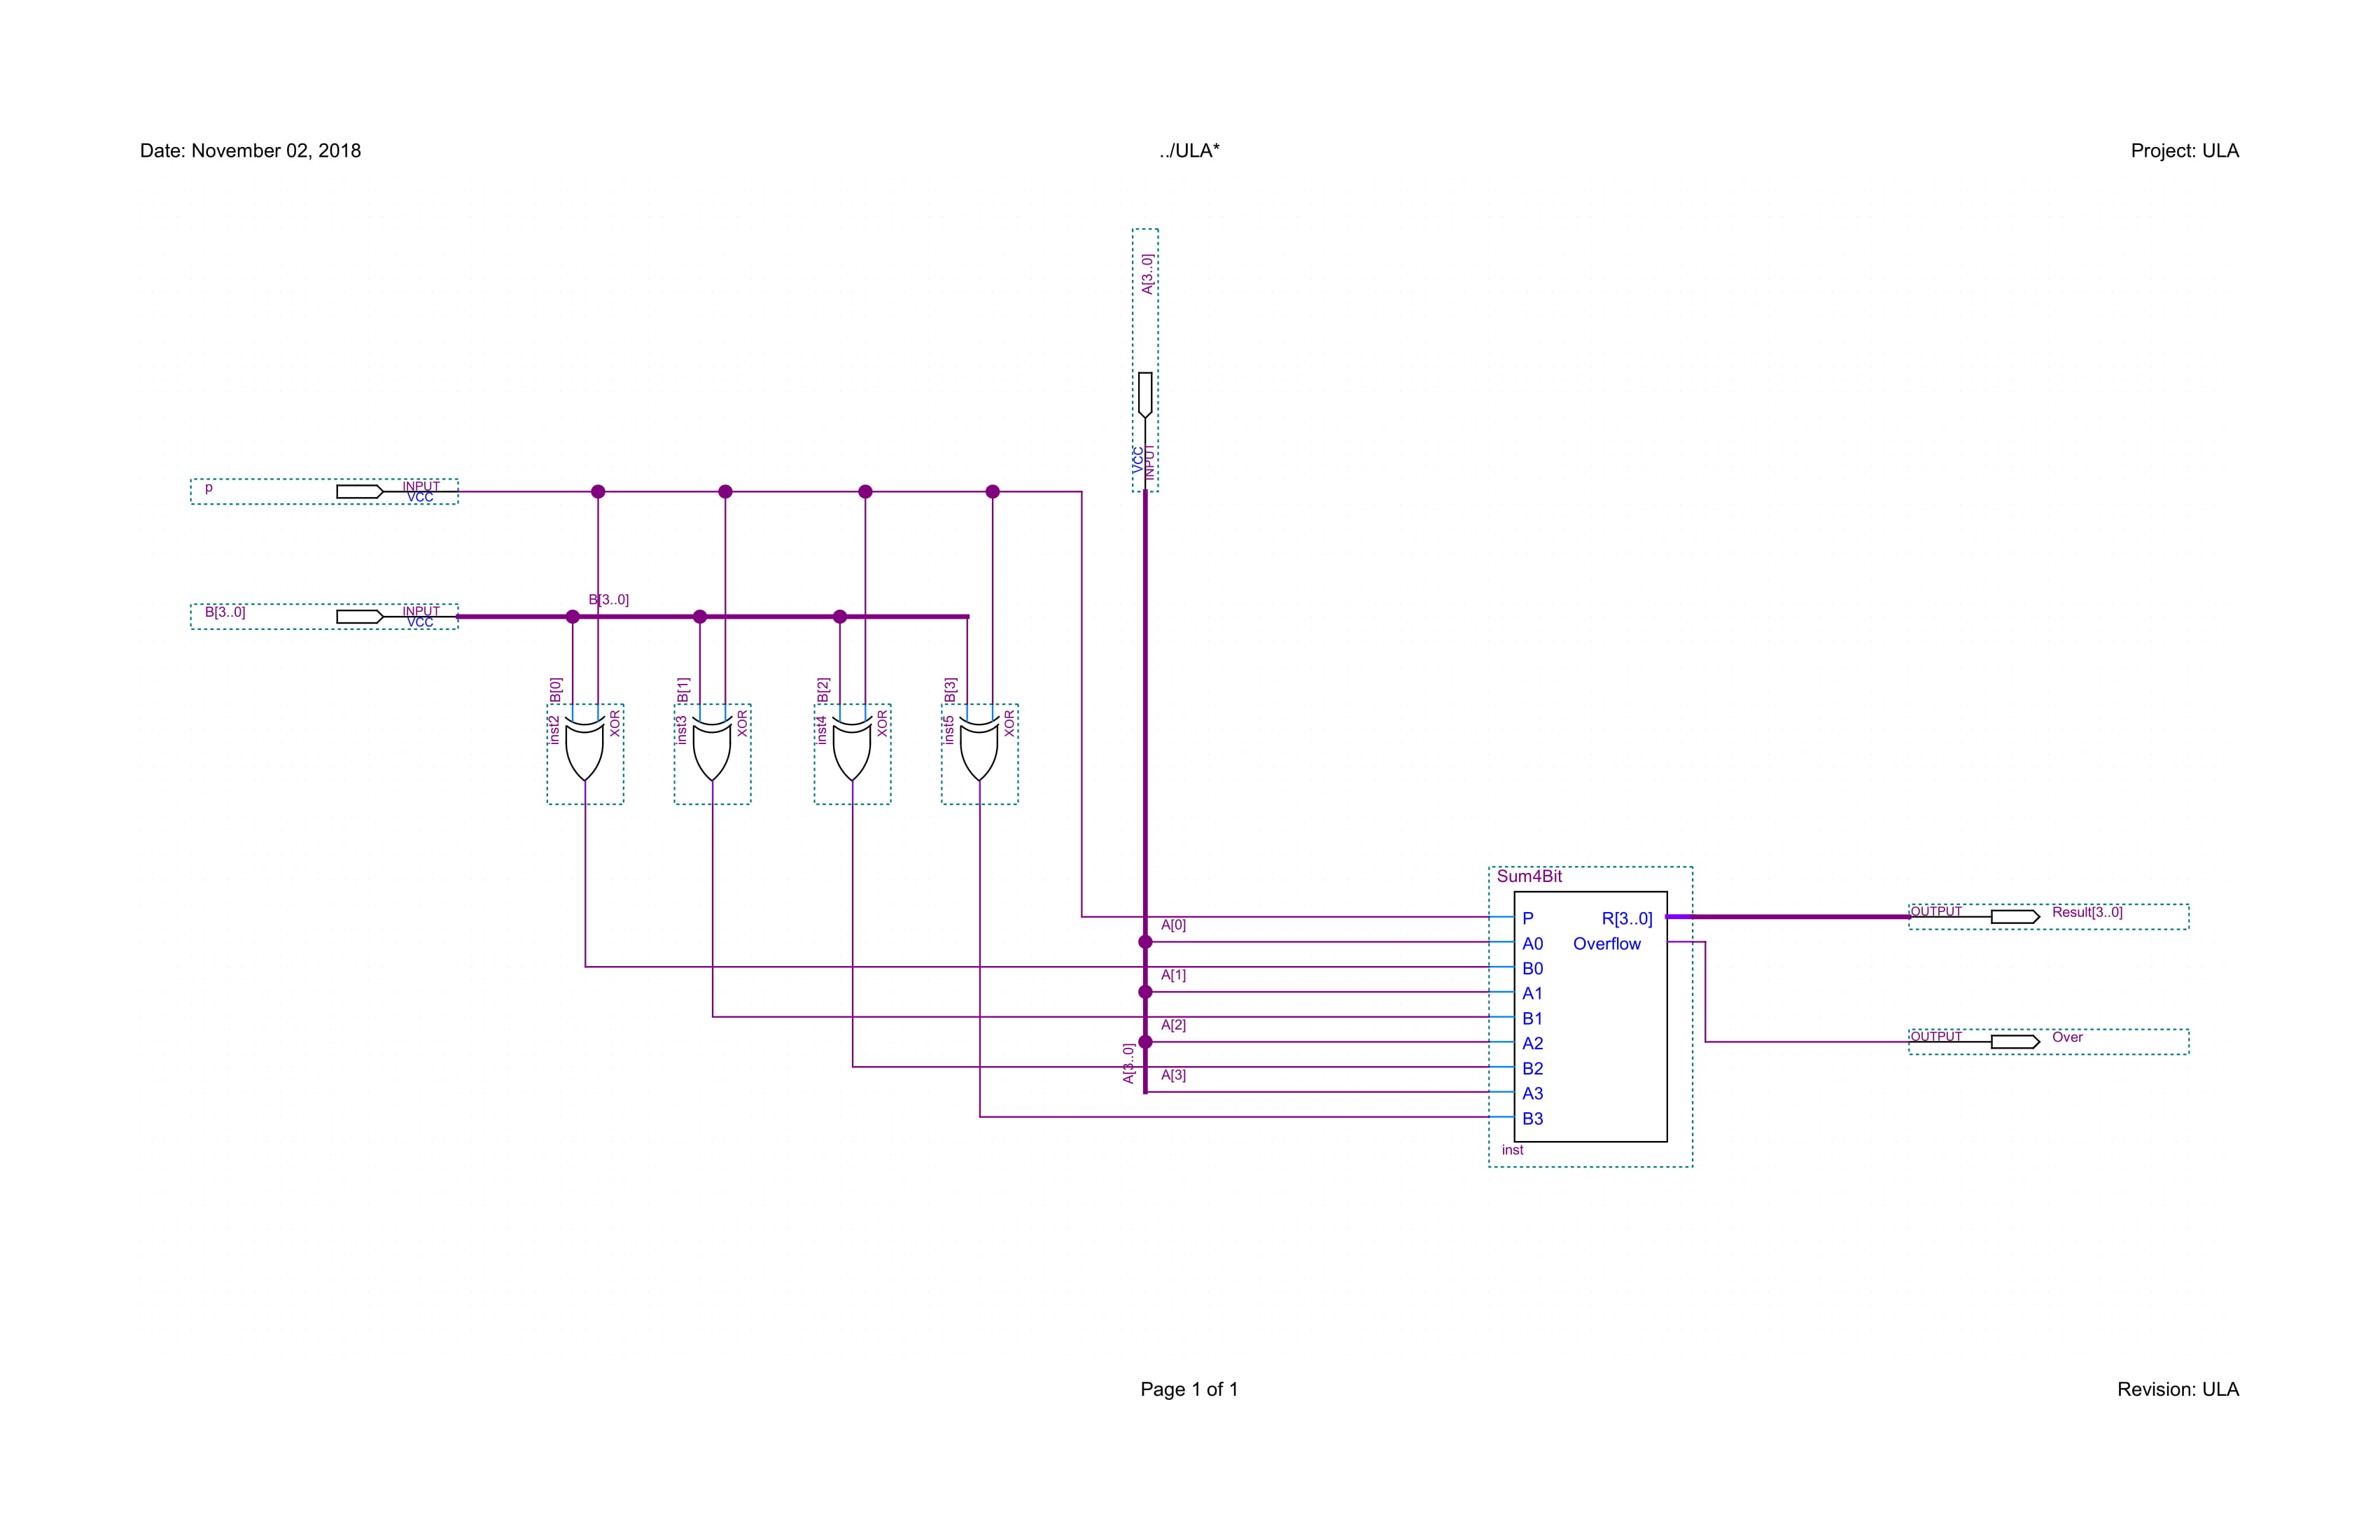 Date: November 02, 2018
../ULA*
Project: ULA
A[3..0]
VCC
INPUT
p
INPUT
VCC
B[3..0]
INPUT
VCC
B[3..0]
B[0]
B[1]
B[2]
B[3]
inst2
XOR
inst3
XOR
inst4
XOR
inst5
XOR
Sum4Bit
P
R[3..0]
OUTPUT
Result[3..0]
A[0]
A0
Overflow
B0
A[1]
A1
B1
A[2]
A2
OUTPUT
Over
A[3..0]
B2
A[3]
A3
B3
inst
Page 1 of 1
Revision: ULA